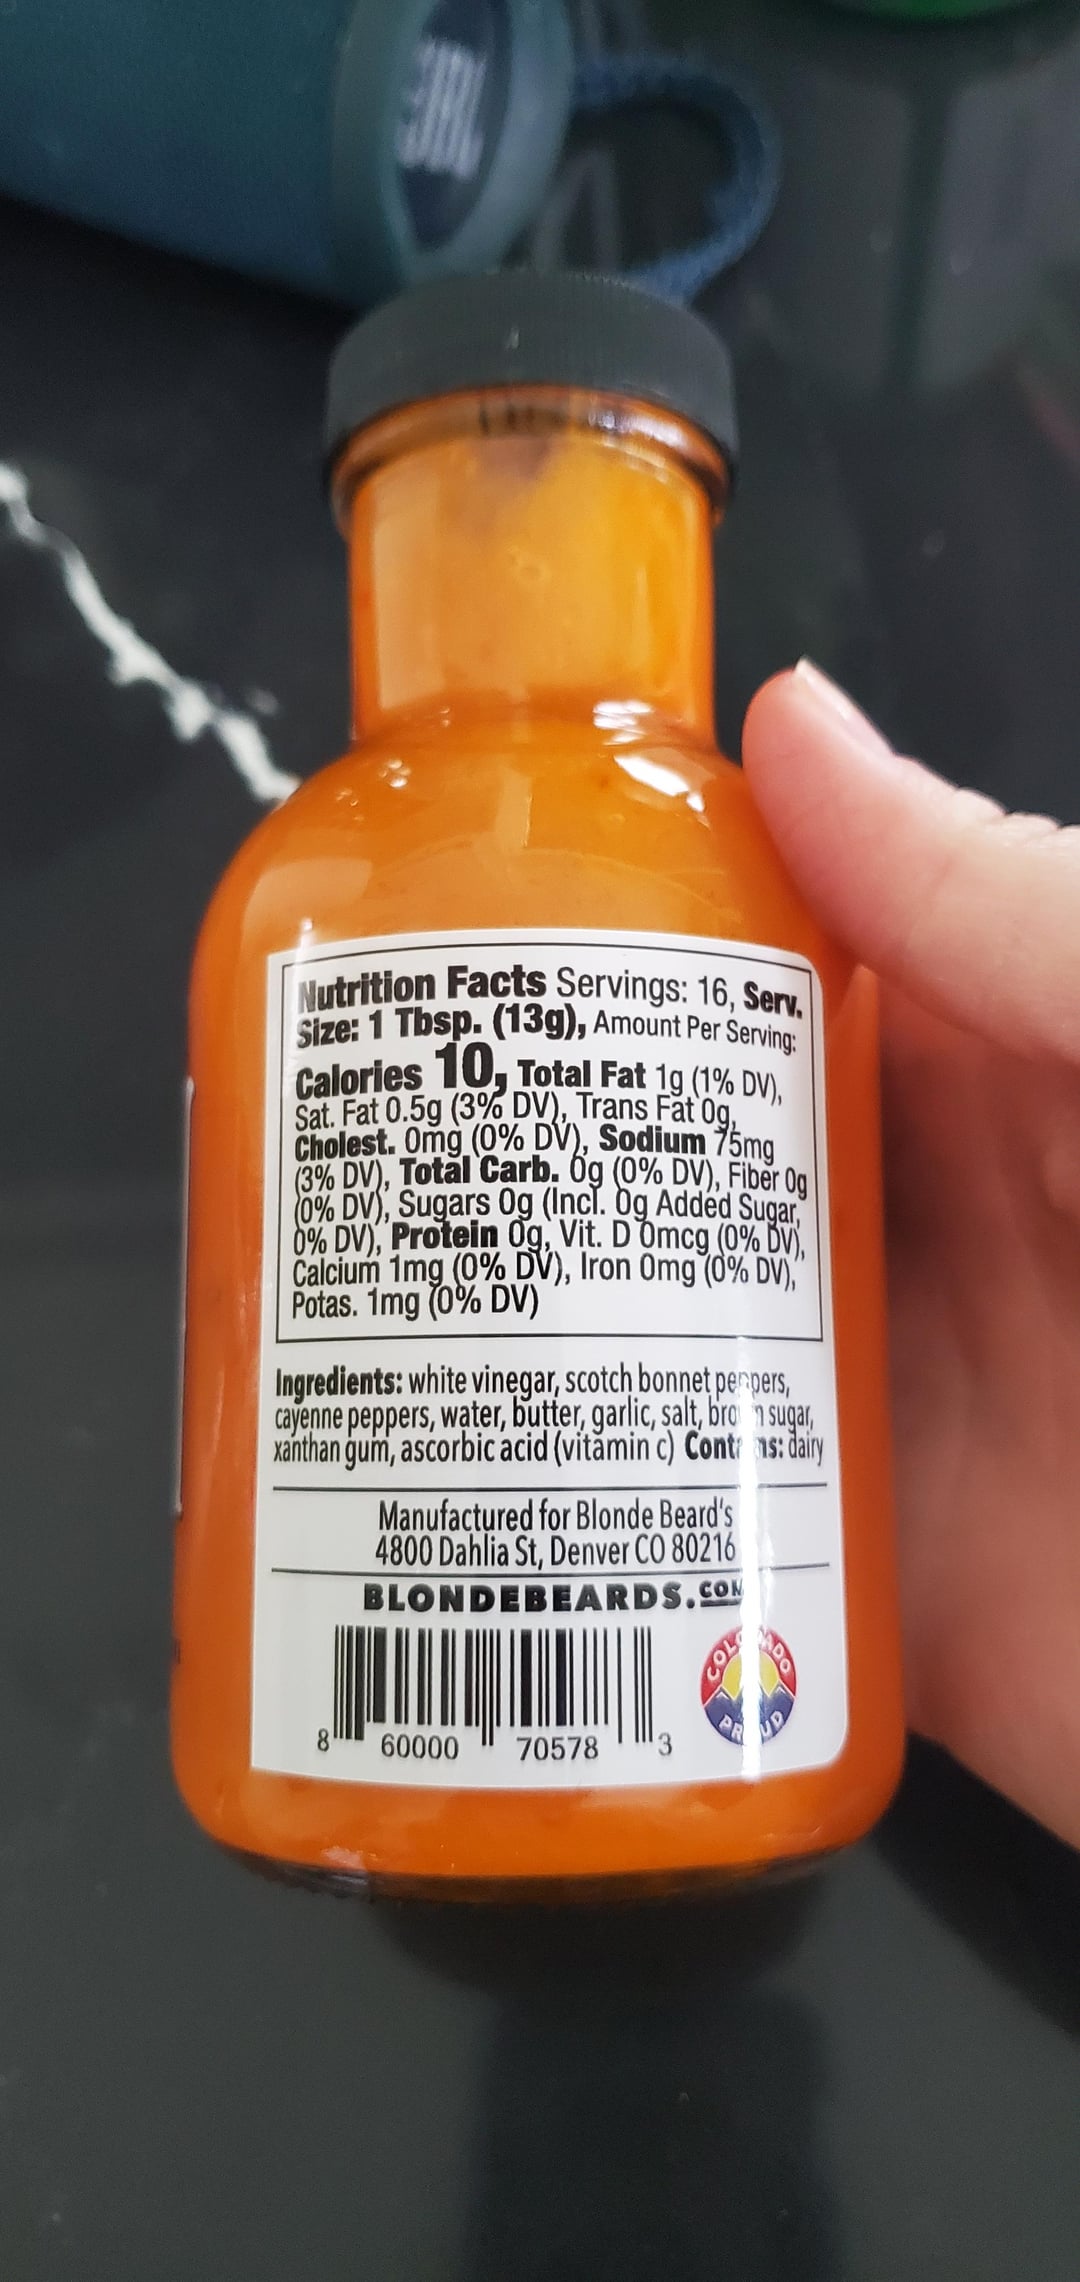 JBL
Nutrition Facts Servings: 16, Serv.
Size: 1 Tbsp. (13g), Amount Per Serving:
Calories 10, Total Fat 1g (1% DV),
Sat. Fat 0.5g (3% DV), Trans Fat 0g,
Cholest. 0mg (0% DV), Sodium 75mg
(3% DV), Total Carb. 0g (0% DV), Fiber 0g
(0% DV), Sugars 0g (Incl. 0g Added Sugar,
0% DV), Protein 0g, Vit. D 0mcg (0% DV),
Calcium 1mg (0% DV), Iron 0mg (0% DV),
Potas. 1mg (0% DV)
Ingredients: white vinegar, scotch bonnet peppers,
cayenne peppers, water, butter, garlic, salt, brown sugar,
xanthan gum, ascorbic acid (vitamin c) Contains: dairy
Manufactured for Blonde Beard's
4800 Dahlia St, Denver CO 80216
BLONDEBEARDS.COM
COLORADO
PROUD
8 60000 70578 3